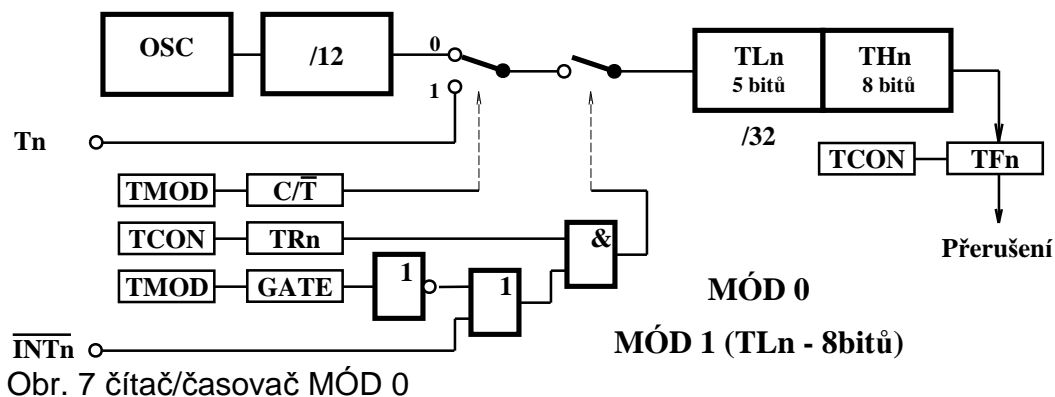 OSC
/12
0
1
TLn
5 bitů
THn
8 bitů
/32
Tn
TCON
TFn
TMOD
C/T̅
TCON
TRn
&
Přerušení
TMOD
GATE
1
1
MÓD 0
MÓD 1 (TLn - 8bitů)
I̅N̅T̅n̅
Obr. 7 čítač/časovač MÓD 0